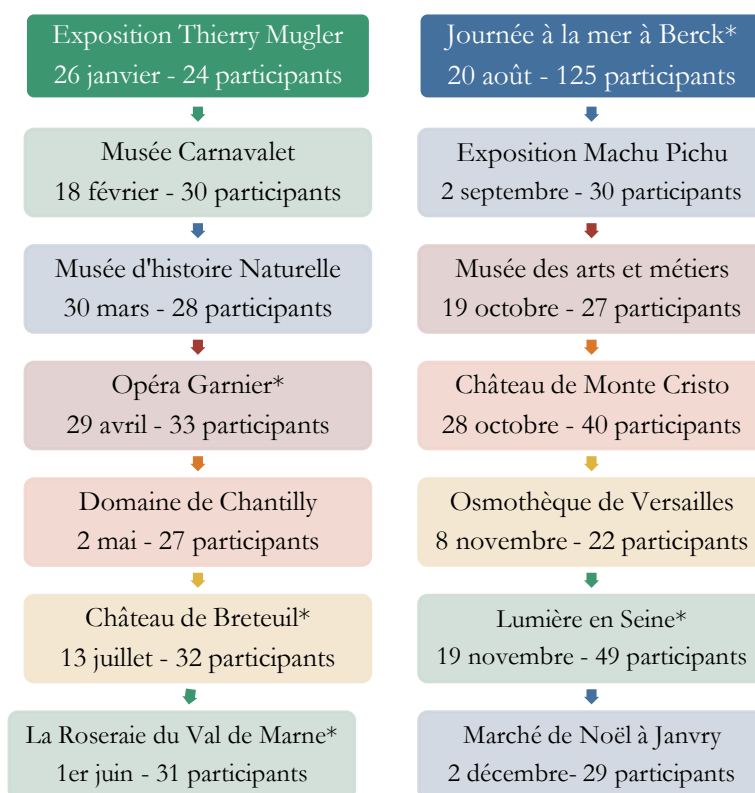 Exposition Thierry Mugler
26 janvier - 24 participants
Musée Carnavalet
18 février - 30 participants
Musée d'histoire Naturelle
30 mars - 28 participants
Opéra Garnier*
29 avril - 33 participants
Domaine de Chantilly
2 mai - 27 participants
Château de Breteuil*
13 juillet - 32 participants
La Roseraie du Val de Marne*
1er juin - 31 participants
Journée à la mer à Berck*
20 août - 125 participants
Exposition Machu Pichu
2 septembre - 30 participants
Musée des arts et métiers
19 octobre - 27 participants
Château de Monte Cristo
28 octobre - 40 participants
Osmothèque de Versailles
8 novembre - 22 participants
Lumière en Seine*
19 novembre - 49 participants
Marché de Noël à Janvry
2 décembre- 29 participants